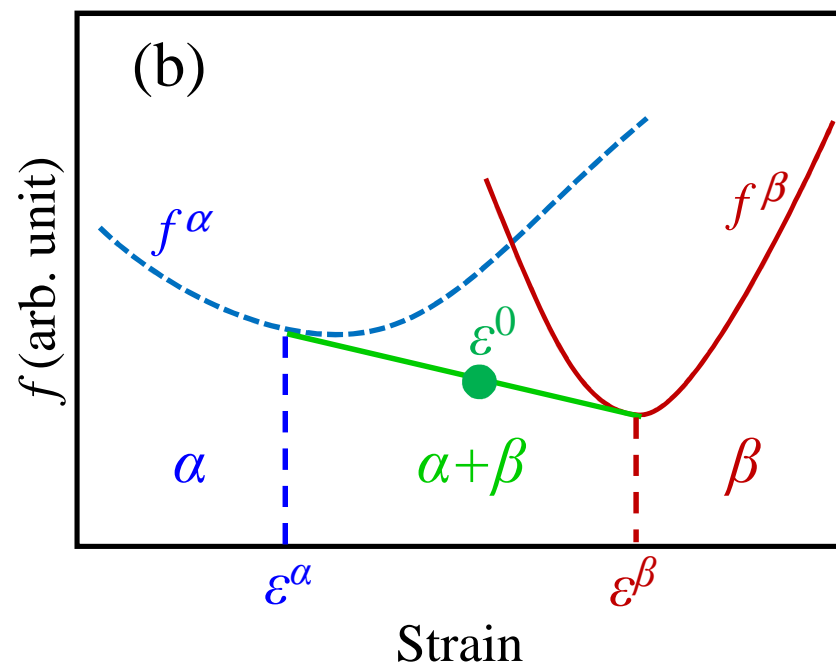 (b)
f (arb. unit)
f^α
f^β
ε^0
α
α+β
β
ε^α
ε^β
Strain